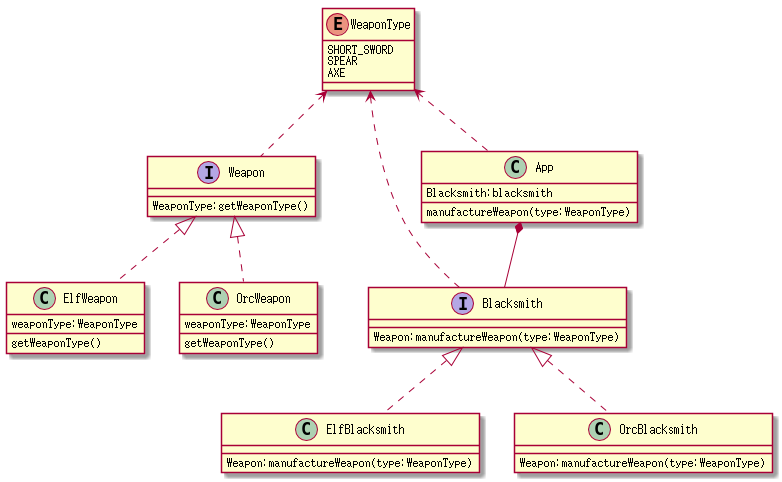 E WeaponType
SHORT_SWORD
SPEAR
AXE
I Weapon
WeaponType:getWeaponType()
C App
Blacksmith:blacksmith
manufactureWeapon(type:WeaponType)
C ElfWeapon
weaponType:WeaponType
getWeaponType()
C OrcWeapon
weaponType:WeaponType
getWeaponType()
I Blacksmith
Weapon:manufactureWeapon(type:WeaponType)
C ElfBlacksmith
Weapon:manufactureWeapon(type:WeaponType)
C OrcBlacksmith
Weapon:manufactureWeapon(type:WeaponType)